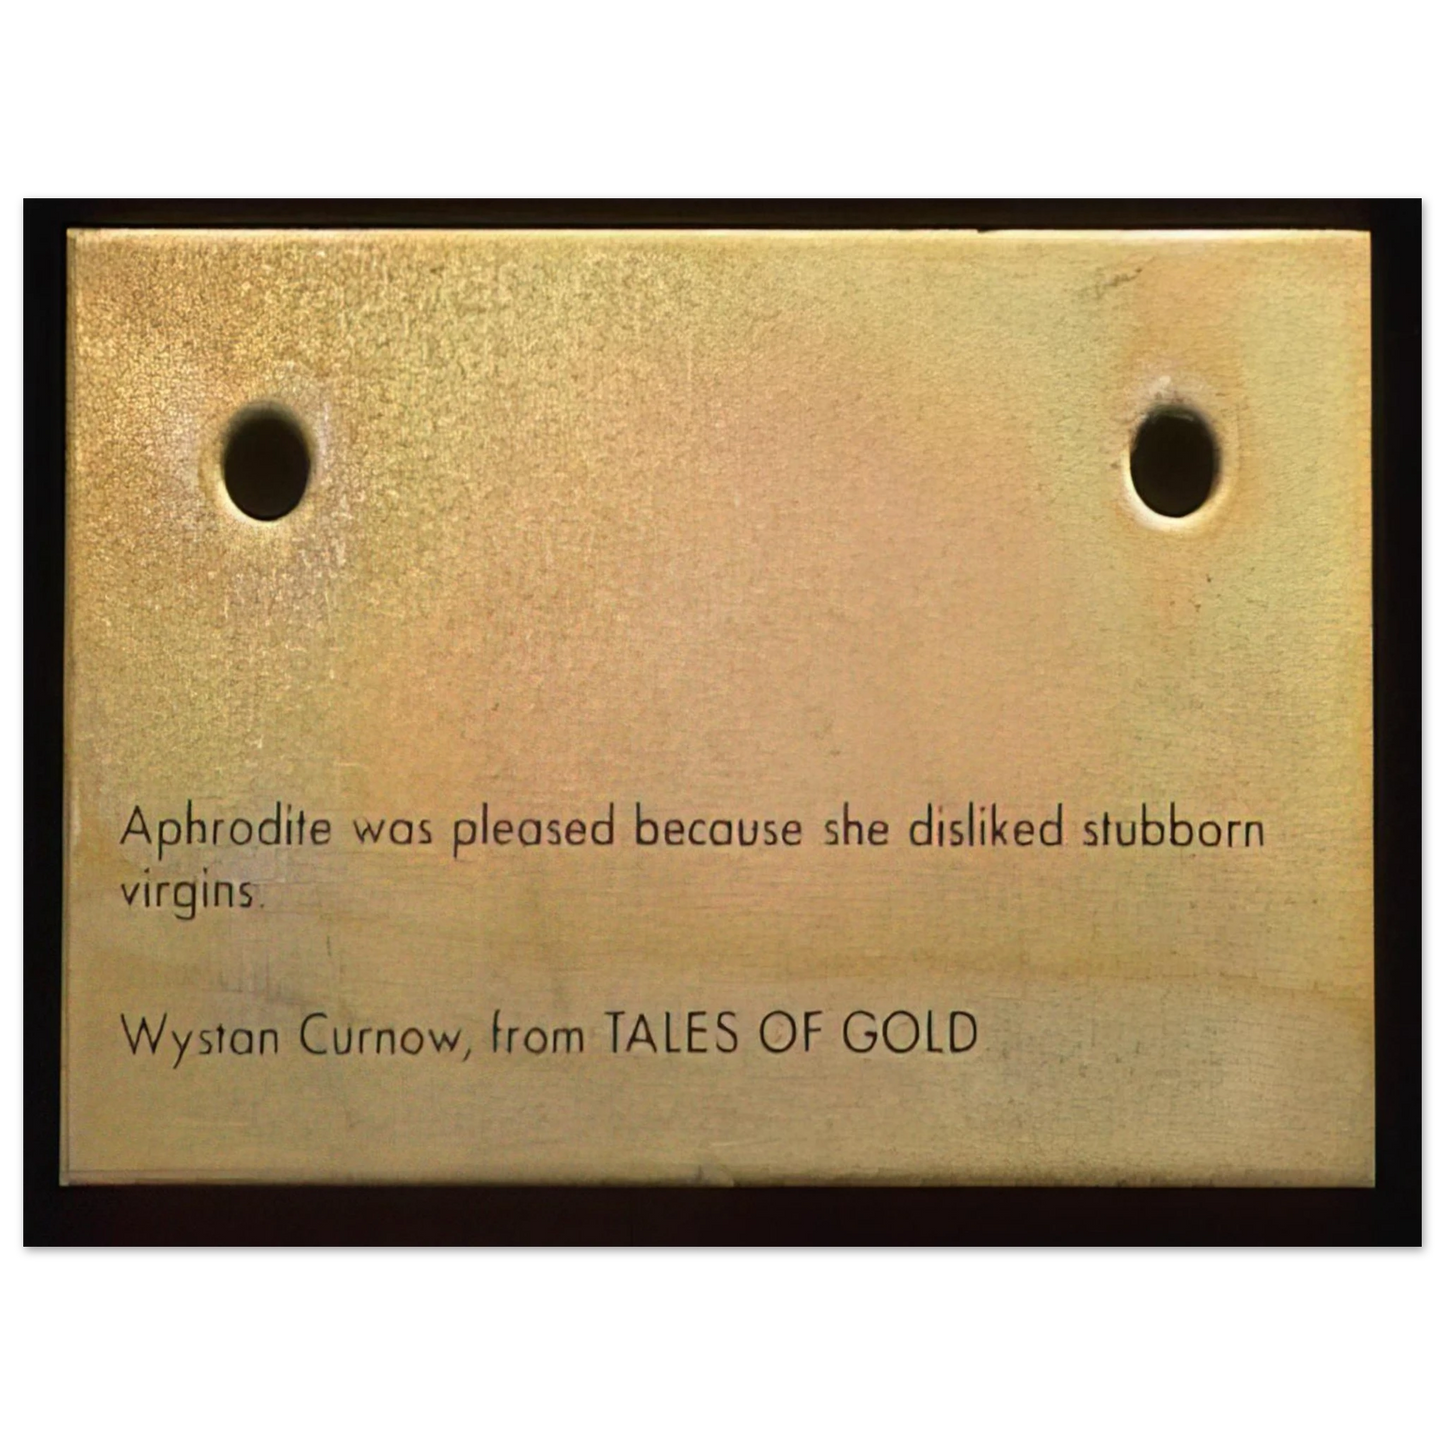 Aphrodite was pleased because she disliked stubborn
virgins.
Wystan Curnow, from TALES OF GOLD